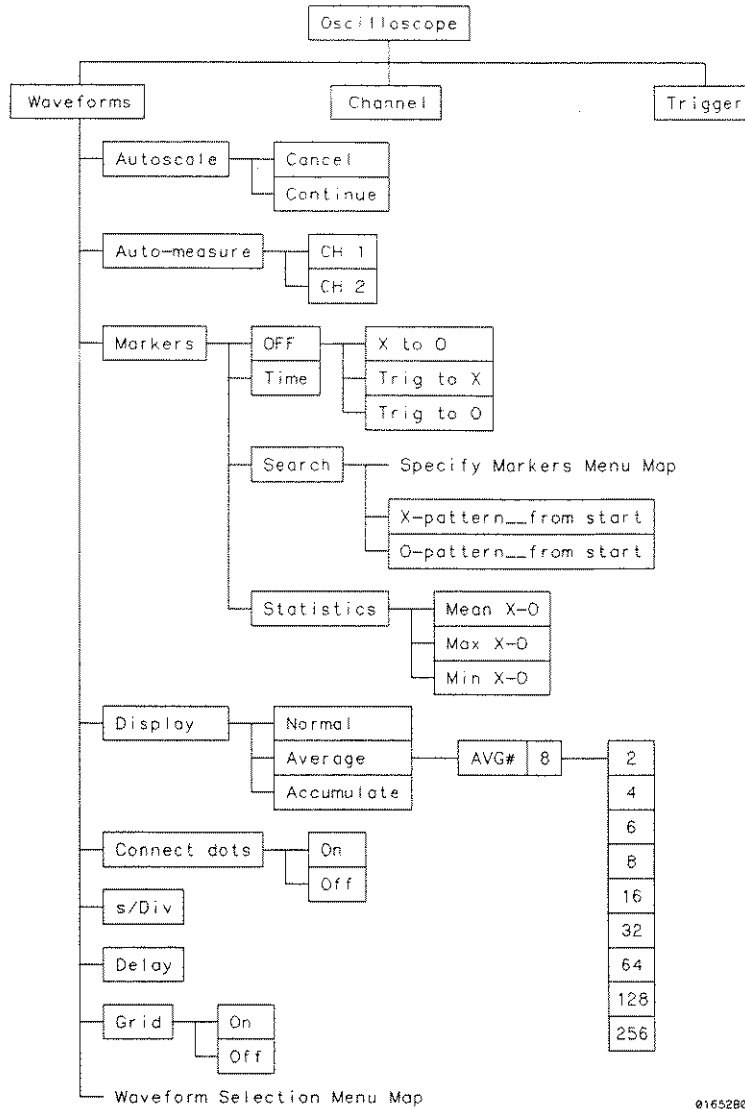 Oscilloscope
Waveforms
Channel
Trigger
Autoscale
Cancel
Continue
Auto-measure
CH 1
CH 2
Markers
OFF
X to O
Time
Trig to X
Trig to O
Search
Specify Markers Menu Map
X-pattern__from start
O-pattern__from start
Statistics
Mean X-O
Max X-O
Min X-O
Display
Normal
Average
AVG# 8
2
Accumulate
4
6
8
16
32
64
128
256
Connect dots
On
Off
s/Div
Delay
Grid
On
Off
Waveform Selection Menu Map
01652B0